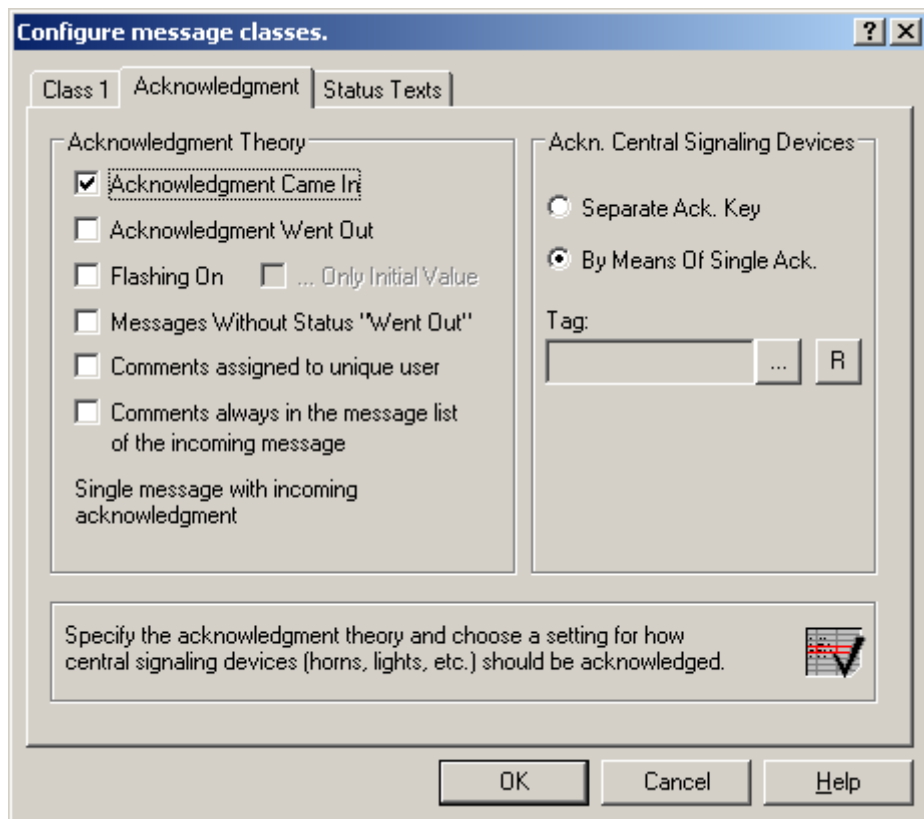 Configure message classes.
Class 1
Acknowledgment
Status Texts
Acknowledgment Theory
Acknowledgment Came In
Acknowledgment Went Out
Flashing On
... Only Initial Value
Messages Without Status "Went Out"
Comments assigned to unique user
Comments always in the message list
of the incoming message
Single message with incoming
acknowledgment
Ackn. Central Signaling Devices
Separate Ack. Key
By Means Of Single Ack.
Tag:
...
R
Specify the acknowledgment theory and choose a setting for how
central signaling devices (horns, lights, etc.) should be acknowledged.
OK
Cancel
Help